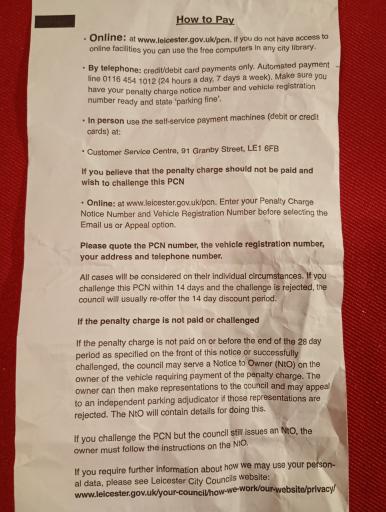 How to Pay
• Online: at www.leicester.gov.uk/pcn. If you do not have access to
online facilities you can use the free computers in any city library.
• By telephone: credit/debit card payments only. Automated payment
line 0116 454 1012 (24 hours a day, 7 days a week). Make sure you
have your penalty charge notice number and vehicle registration
number ready and state 'parking fine'.
• In person use the self-service payment machines (debit or credit
cards) at:
• Customer Service Centre, 91 Granby Street, LE1 6FB
If you believe that the penalty charge should not be paid and
wish to challenge this PCN
• Online: at www.leicester.gov.uk/pcn. Enter your Penalty Charge
Notice Number and Vehicle Registration Number before selecting the
Email us or Appeal option.
Please quote the PCN number, the vehicle registration number,
your address and telephone number.
All cases will be considered on their individual circumstances. If you
challenge this PCN within 14 days and the challenge is rejected, the
council will usually re-offer the 14 day discount period.
If the penalty charge is not paid or challenged
If the penalty charge is not paid on or before the end of the 28 day
period as specified on the front of this notice or successfully
challenged, the council may serve a Notice to Owner (NtO) on the
owner of the vehicle requiring payment of the penalty charge. The
owner can then make representations to the council and may appeal
to an independent parking adjudicator if those representations are
rejected. The NtO will contain details for doing this.
If you challenge the PCN but the council still issues an NtO, the
owner must follow the instructions on the NtO.
If you require further information about how we may use your person-
al data, please see Leicester City Councils website:
www.leicester.gov.uk/your-council/how-we-work/our-website/privacy/